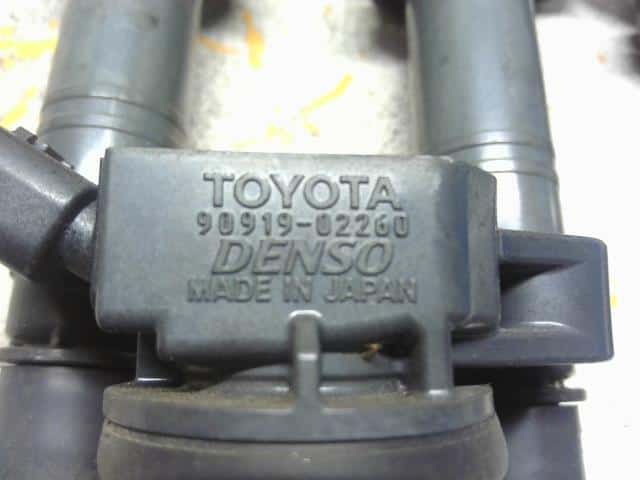 TOYOTA
90919-02260
DENSO
MADE IN JAPAN